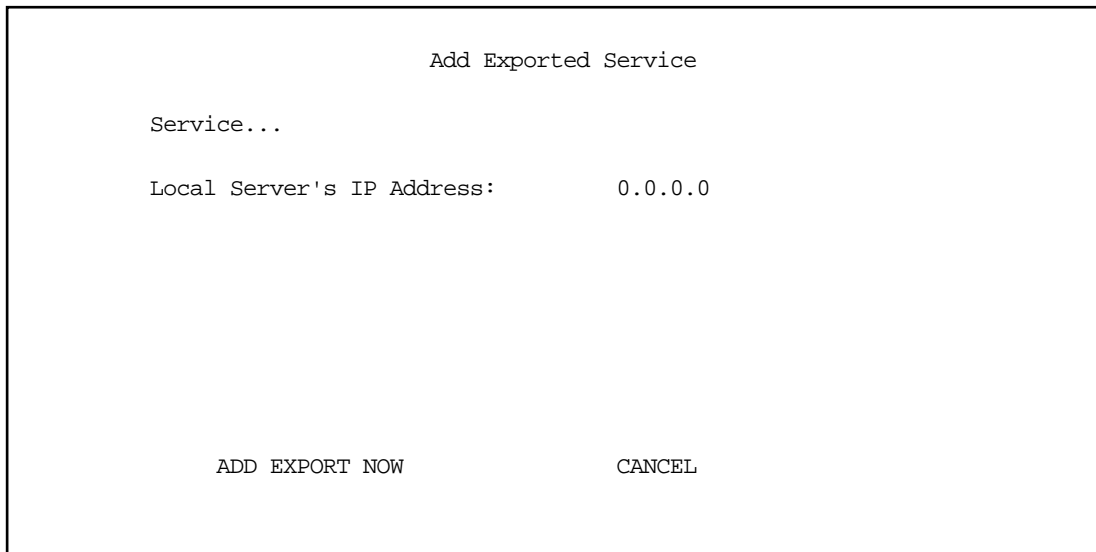 Add Exported Service
Service...
Local Server's IP Address: 0.0.0.0
ADD EXPORT NOW CANCEL